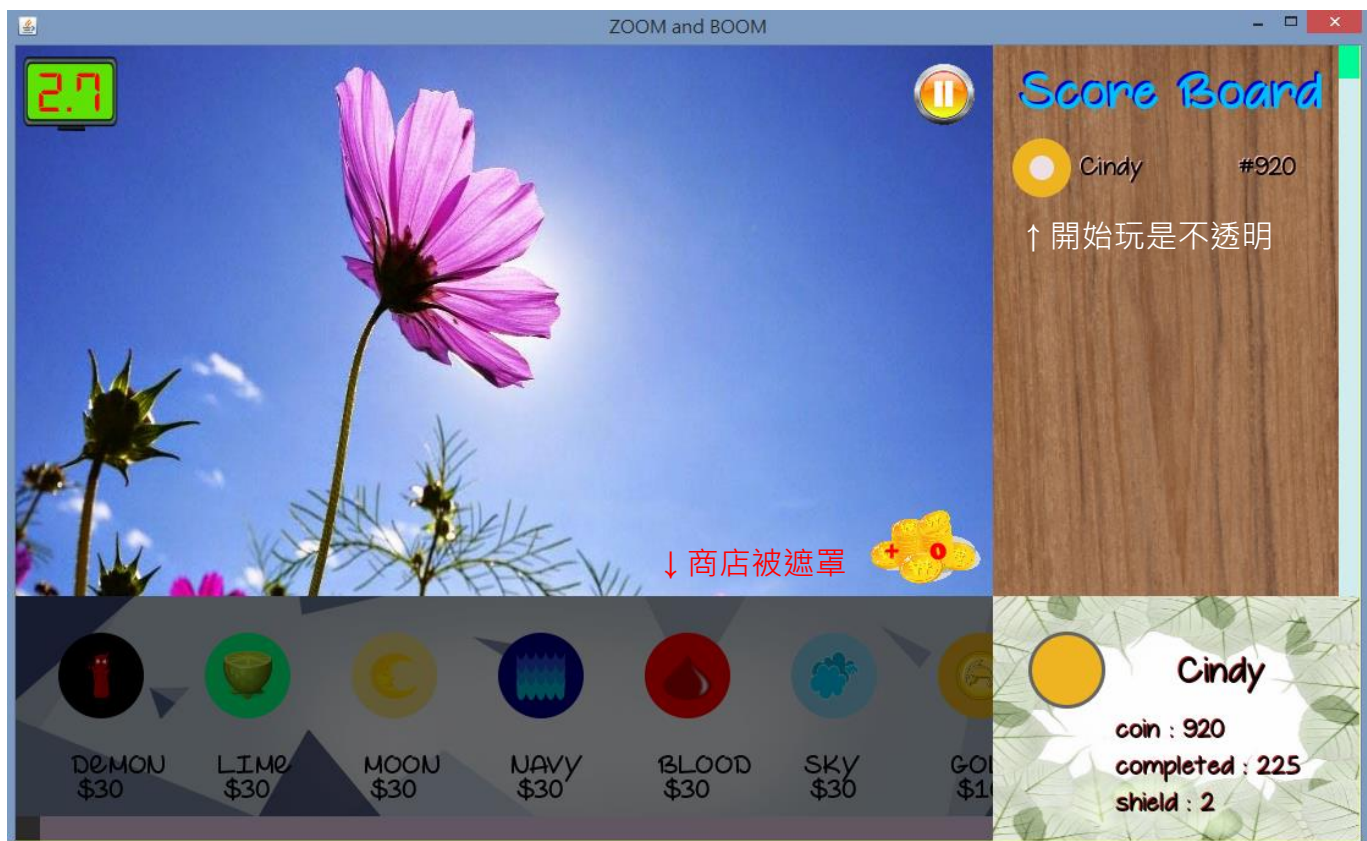 ZOOM and BOOM
2.7
Score Board
Cindy #920
↑開始玩是不透明
↓商店被遮罩
+ 0
DEMON LIME MOON NAVY BLOOD SKY
$30 $30 $30 $30 $30 $30
Cindy
coin : 920
completed : 225
shield : 2